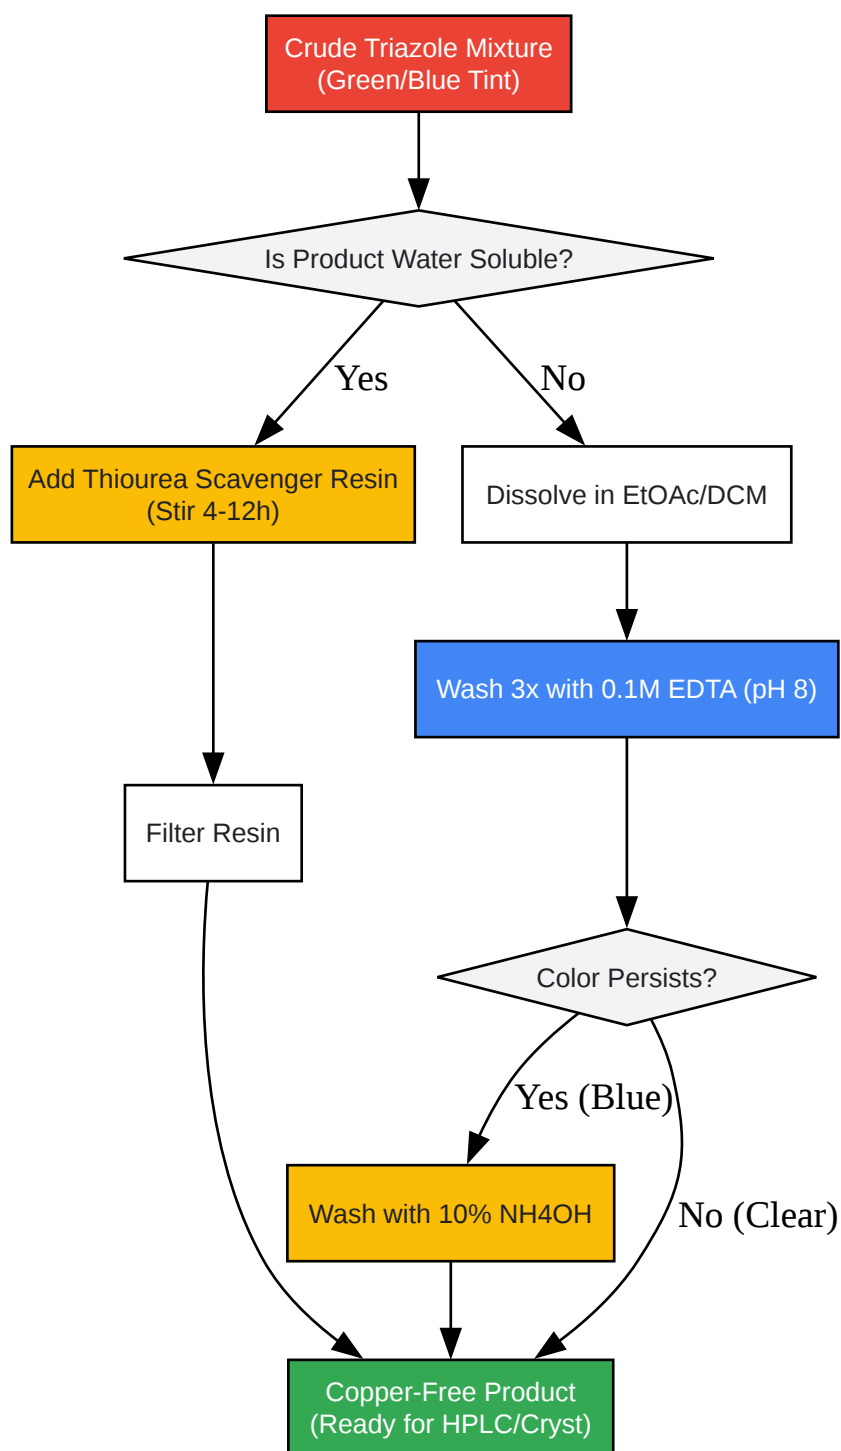 Crude Triazole Mixture
(Green/Blue Tint)
Is Product Water Soluble?
Yes
No
Add Thiourea Scavenger Resin
(Stir 4-12h)
Dissolve in EtOAc/DCM
Wash 3x with 0.1M EDTA (pH 8)
Filter Resin
Color Persists?
Yes (Blue)
Wash with 10% NH4OH
No (Clear)
Copper-Free Product
(Ready for HPLC/Cryst)